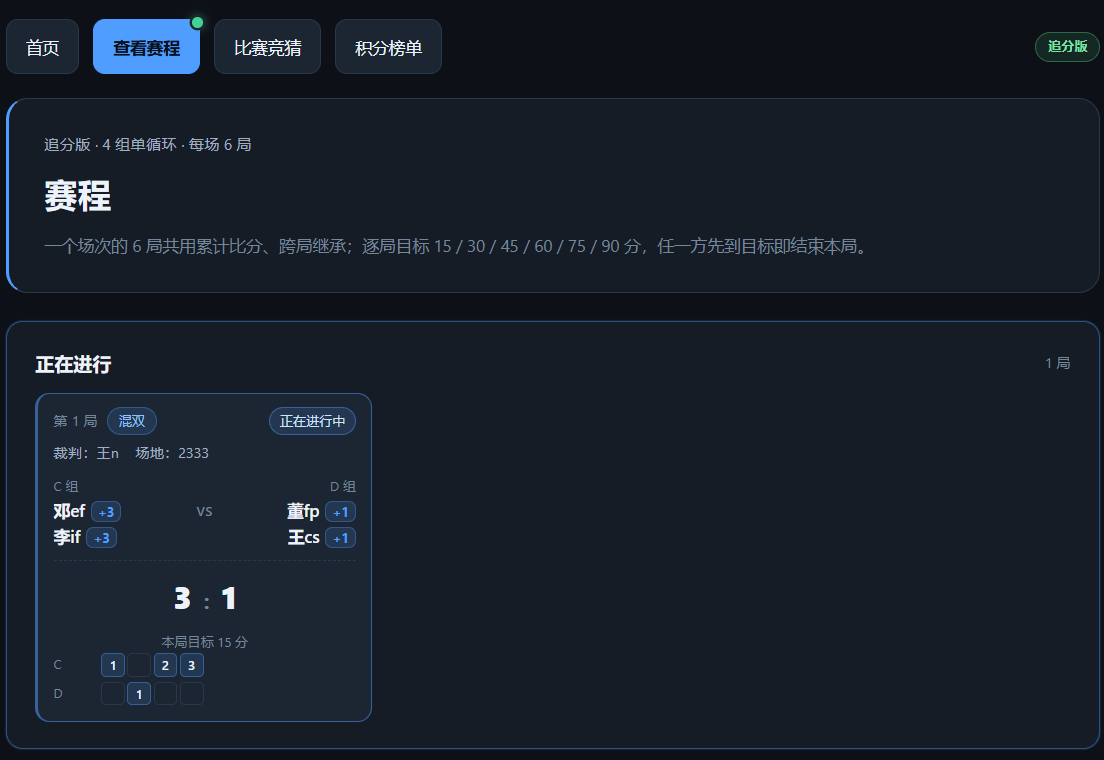 首页 查看赛程 比赛竞猜 积分榜单 追分版
追分版 · 4 组单循环 · 每场 6 局
赛程
一个场次的 6 局共用累计比分、跨局继承；逐局目标 15 / 30 / 45 / 60 / 75 / 90 分，任一方先到目标即结束本局。
正在进行 1 局
第 1 局 混双 正在进行中
裁判：王n 场地：2333
C 组 D 组
邓ef +3 VS 董fp +1
李if +3 王cs +1
3 : 1
本局目标 15 分
C 1 2 3
D 1